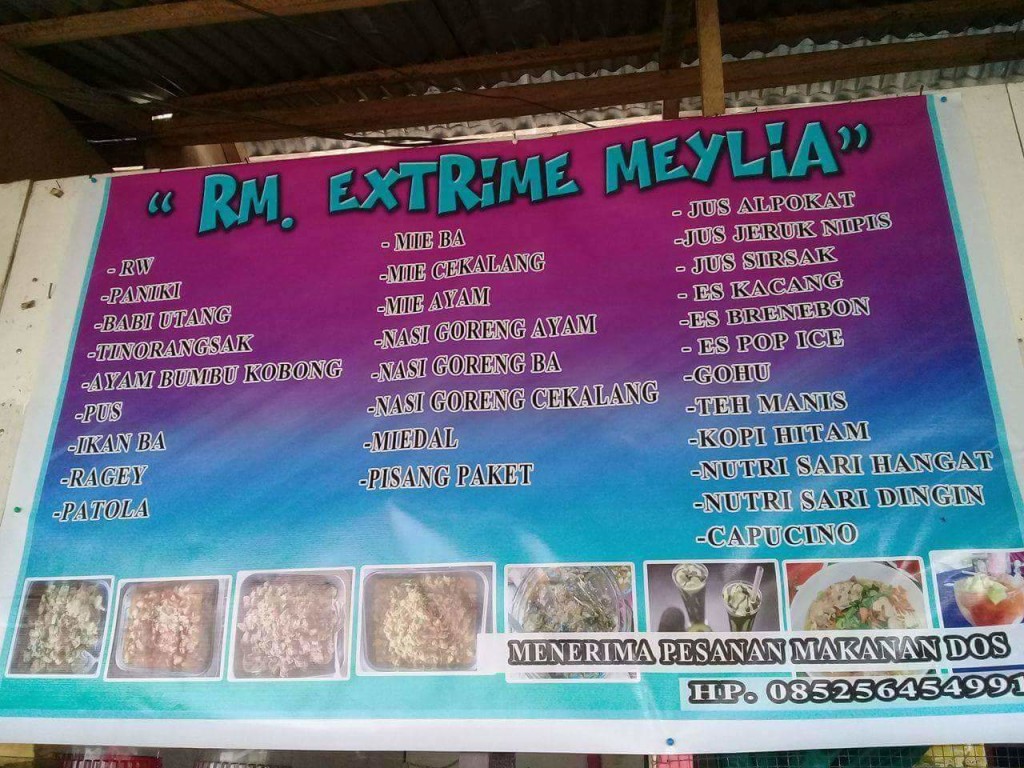 “ RM. EXTRIME MEYLIA”
- RW
-PANIKI
-BABI UTANG
-TINORANGSAK
-AYAM BUMBU KOBONG
-PUS
-IKAN BA
-RAGEY
-PATOLA
- MIE BA
-MIE CEKALANG
-MIE AYAM
-NASI GORENG AYAM
-NASI GORENG BA
-NASI GORENG CEKALANG
-MIEDAL
-PISANG PAKET
- JUS ALPOKAT
-JUS JERUK NIPIS
- JUS SIRSAK
- ES KACANG
-ES BRENEBON
- ES POP ICE
-GOHU
-TEH MANIS
-KOPI HITAM
-NUTRI SARI HANGAT
-NUTRI SARI DINGIN
-CAPUCINO
MENERIMA PESANAN MAKANAN DOS
HP. 085256454991